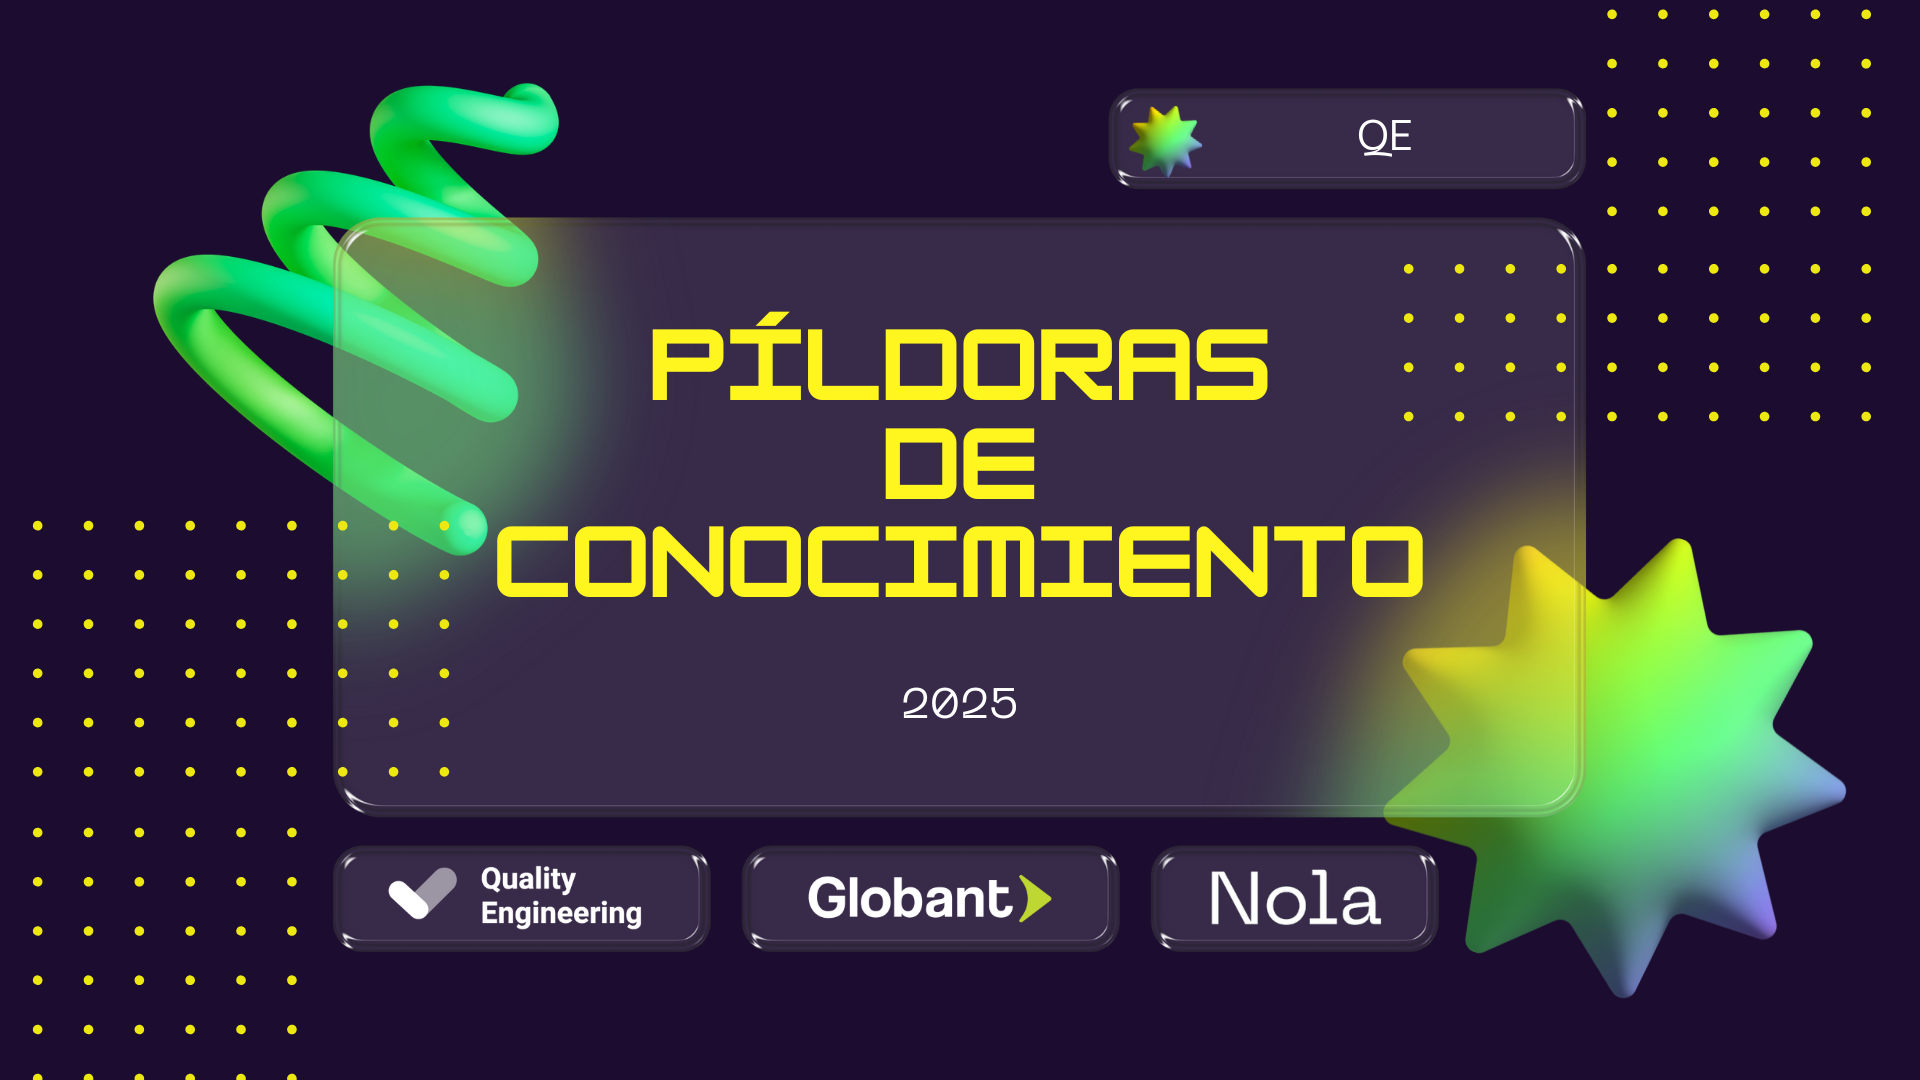 QE
PÍLDORAS
DE
CONOCIMIENTO
2025
Quality
Engineering
Globant
Nola